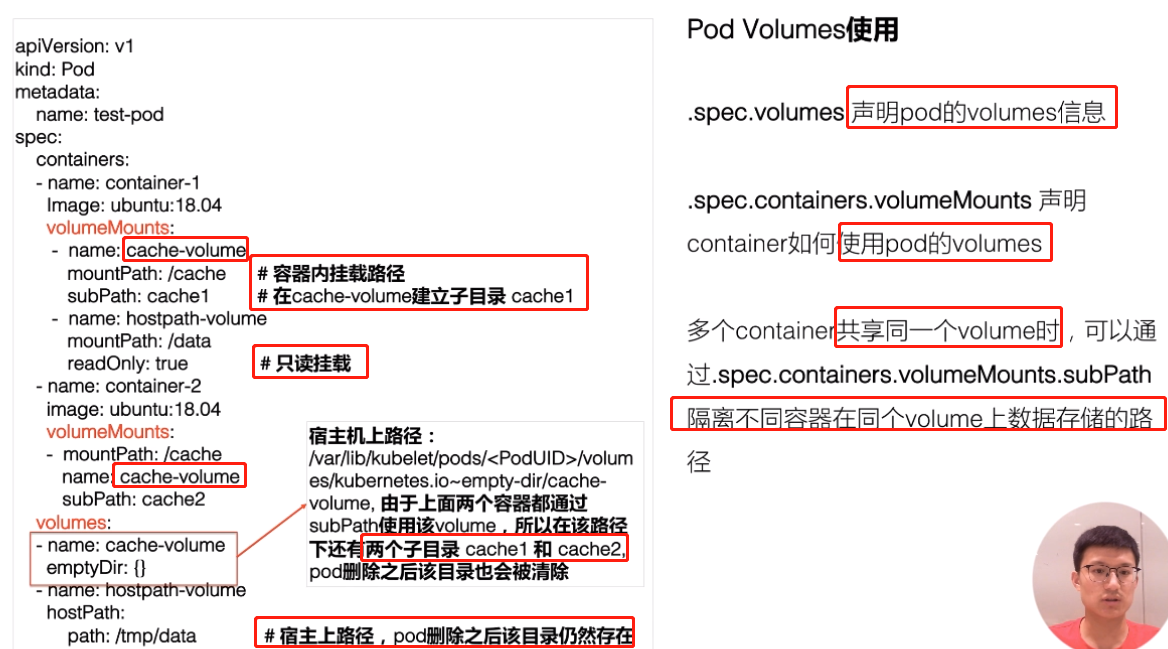 apiVersion: v1
kind: Pod
metadata:
name: test-pod
spec:
containers:
- name: container-1
Image: ubuntu:18.04
volumeMounts:
- name: cache-volume
mountPath: /cache # 容器内挂载路径
subPath: cache1 # 在cache-volume建立子目录 cache1
- name: hostpath-volume
mountPath: /data
readOnly: true # 只读挂载
- name: container-2
image: ubuntu:18.04
volumeMounts:
- mountPath: /cache
name: cache-volume
subPath: cache2
volumes:
- name: cache-volume
emptyDir: {}
- name: hostpath-volume
hostPath:
path: /tmp/data # 宿主上路径，pod删除之后该目录仍然存在
宿主机上路径：
/var/lib/kubelet/pods/<PodUID>/volum
es/kubernetes.io~empty-dir/cache-
volume, 由于上面两个容器都通过
subPath使用该volume，所以在该路径
下还有两个子目录 cache1 和 cache2,
pod删除之后该目录也会被清除
Pod Volumes使用
.spec.volumes 声明pod的volumes信息
.spec.containers.volumeMounts 声明
container如何使用pod的volumes
多个container共享同一个volume时，可以通
过.spec.containers.volumeMounts.subPath
隔离不同容器在同个volume上数据存储的路
径